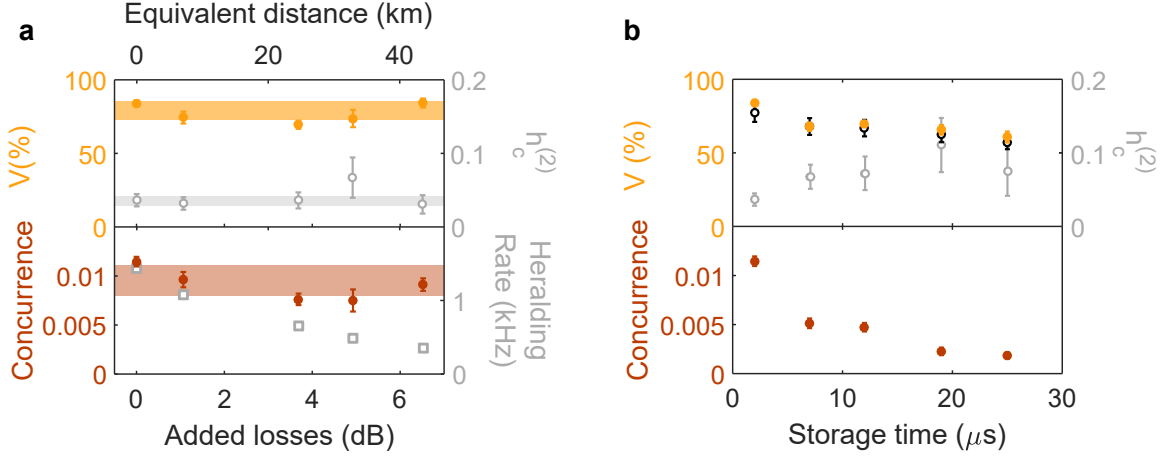 a
Equivalent distance (km)
0 20 40
100
50
0
V(%)
0.2
0.1
0
h_c^(2)
Concurrence
0.01
0.005
0
1
0
Heralding
Rate (kHz)
0 2 4 6
Added losses (dB)
b
100
50
0
V (%)
0.2
0.1
0
h_c^(2)
Concurrence
0.01
0.005
0
0 10 20 30
Storage time (μs)